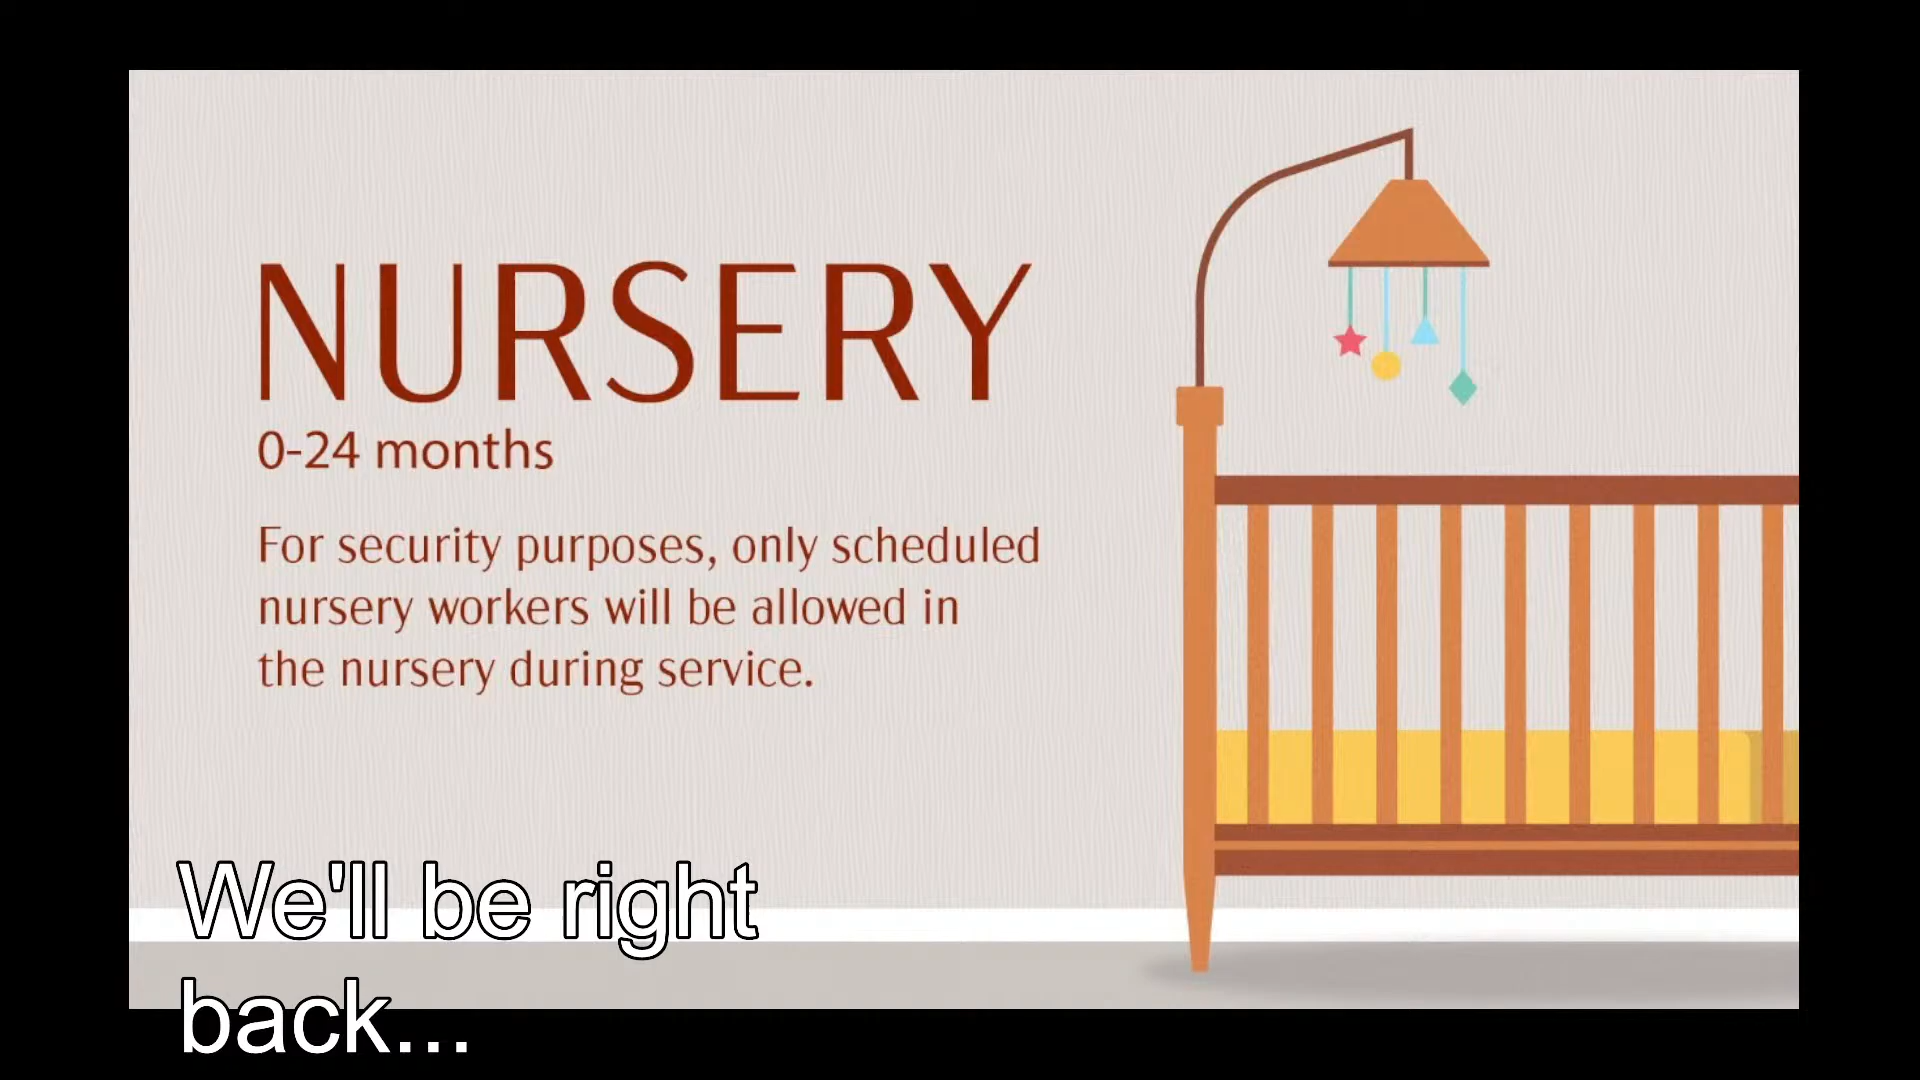 NURSERY
0-24 months
For security purposes, only scheduled
nursery workers will be allowed in
the nursery during service.
We'll be right
back...